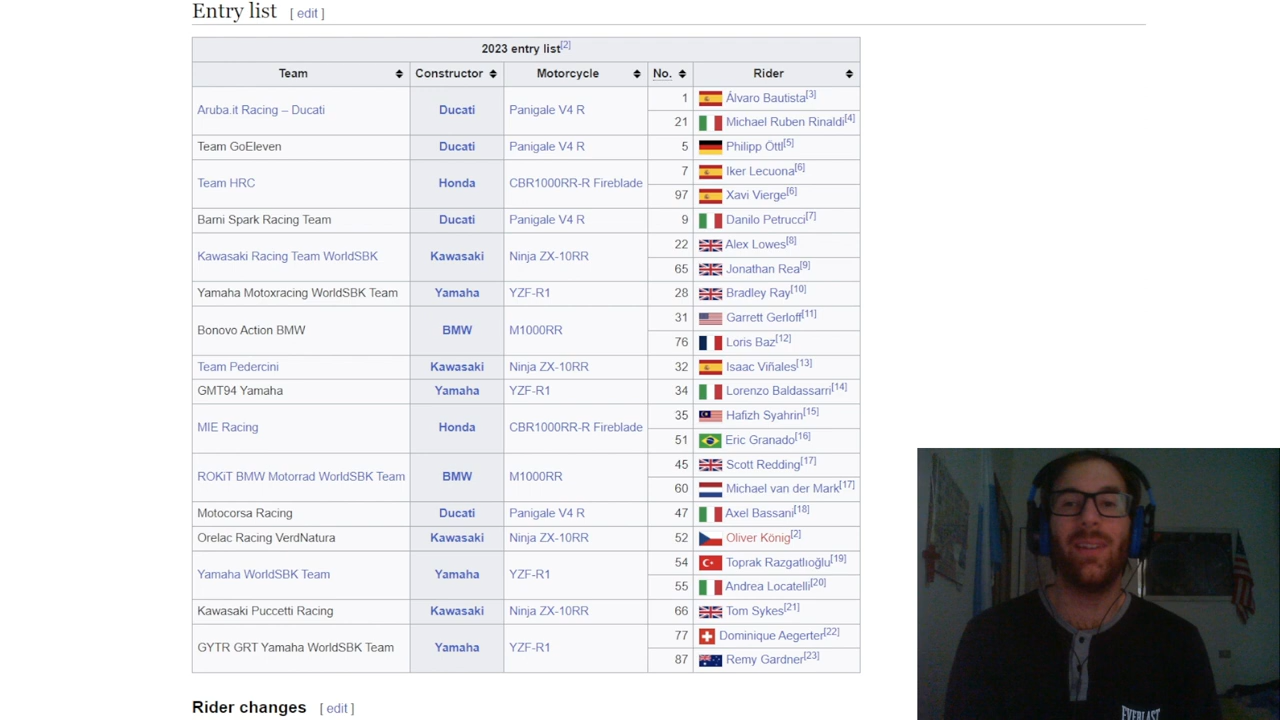 Entry list [ edit ]
2023 entry list[2]
Team Constructor Motorcycle No. Rider
Aruba.it Racing – Ducati Ducati Panigale V4 R 1 Álvaro Bautista[3]
21 Michael Ruben Rinaldi[4]
Team GoEleven Ducati Panigale V4 R 5 Philipp Öttl[5]
Team HRC Honda CBR1000RR-R Fireblade 7 Iker Lecuona[6]
97 Xavi Vierge[6]
Barni Spark Racing Team Ducati Panigale V4 R 9 Danilo Petrucci[7]
Kawasaki Racing Team WorldSBK Kawasaki Ninja ZX-10RR 22 Alex Lowes[8]
65 Jonathan Rea[9]
Yamaha Motoxracing WorldSBK Team Yamaha YZF-R1 28 Bradley Ray[10]
Bonovo Action BMW BMW M1000RR 31 Garrett Gerloff[11]
76 Loris Baz[12]
Team Pedercini Kawasaki Ninja ZX-10RR 32 Isaac Viñales[13]
GMT94 Yamaha Yamaha YZF-R1 34 Lorenzo Baldassarri[14]
MIE Racing Honda CBR1000RR-R Fireblade 35 Hafizh Syahrin[15]
51 Eric Granado[16]
ROKiT BMW Motorrad WorldSBK Team BMW M1000RR 45 Scott Redding[17]
60 Michael van der Mark[17]
Motocorsa Racing Ducati Panigale V4 R 47 Axel Bassani[18]
Orelac Racing VerdNatura Kawasaki Ninja ZX-10RR 52 Oliver König[2]
Yamaha WorldSBK Team Yamaha YZF-R1 54 Toprak Razgatlıoğlu[19]
55 Andrea Locatelli[20]
Kawasaki Puccetti Racing Kawasaki Ninja ZX-10RR 66 Tom Sykes[21]
GYTR GRT Yamaha WorldSBK Team Yamaha YZF-R1 77 Dominique Aegerter[22]
87 Remy Gardner[23]
Rider changes [ edit ]
EVERLAST